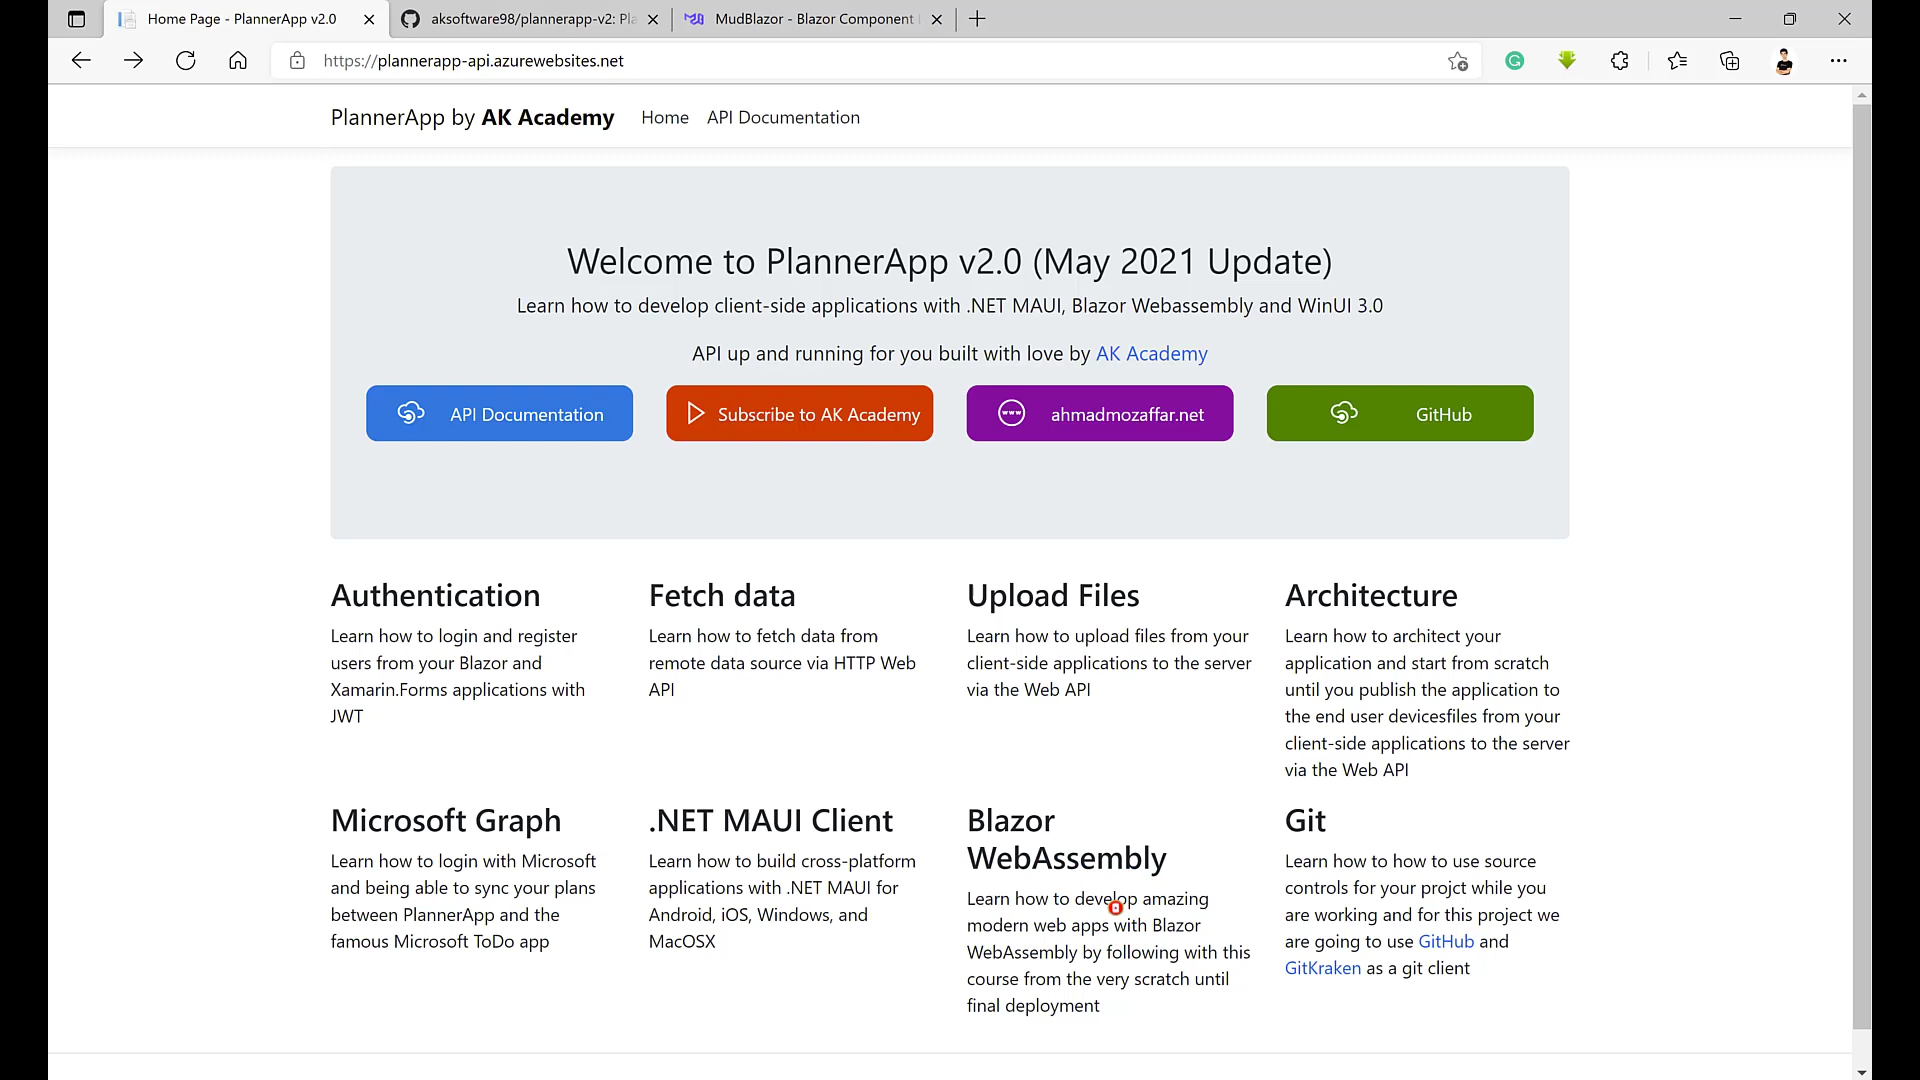 Home Page - PlannerApp v2.0
aksoftware98/plannerapp-v2: Pla
MudBlazor - Blazor Component
https://plannerapp-api.azurewebsites.net
PlannerApp by AK Academy
Home
API Documentation
Welcome to PlannerApp v2.0 (May 2021 Update)
Learn how to develop client-side applications with .NET MAUI, Blazor Webassembly and WinUI 3.0
API up and running for you built with love by AK Academy
API Documentation
Subscribe to AK Academy
ahmadmozaffar.net
GitHub
Authentication
Learn how to login and register
users from your Blazor and
Xamarin.Forms applications with
JWT
Fetch data
Learn how to fetch data from
remote data source via HTTP Web
API
Upload Files
Learn how to upload files from your
client-side applications to the server
via the Web API
Architecture
Learn how to architect your
application and start from scratch
until you publish the application to
the end user devicesfiles from your
client-side applications to the server
via the Web API
Microsoft Graph
Learn how to login with Microsoft
and being able to sync your plans
between PlannerApp and the
famous Microsoft ToDo app
.NET MAUI Client
Learn how to build cross-platform
applications with .NET MAUI for
Android, iOS, Windows, and
MacOSX
Blazor
WebAssembly
Learn how to develop amazing
modern web apps with Blazor
WebAssembly by following with this
course from the very scratch until
final deployment
Git
Learn how to how to use source
controls for your projct while you
are working and for this project we
are going to use GitHub and
GitKraken as a git client